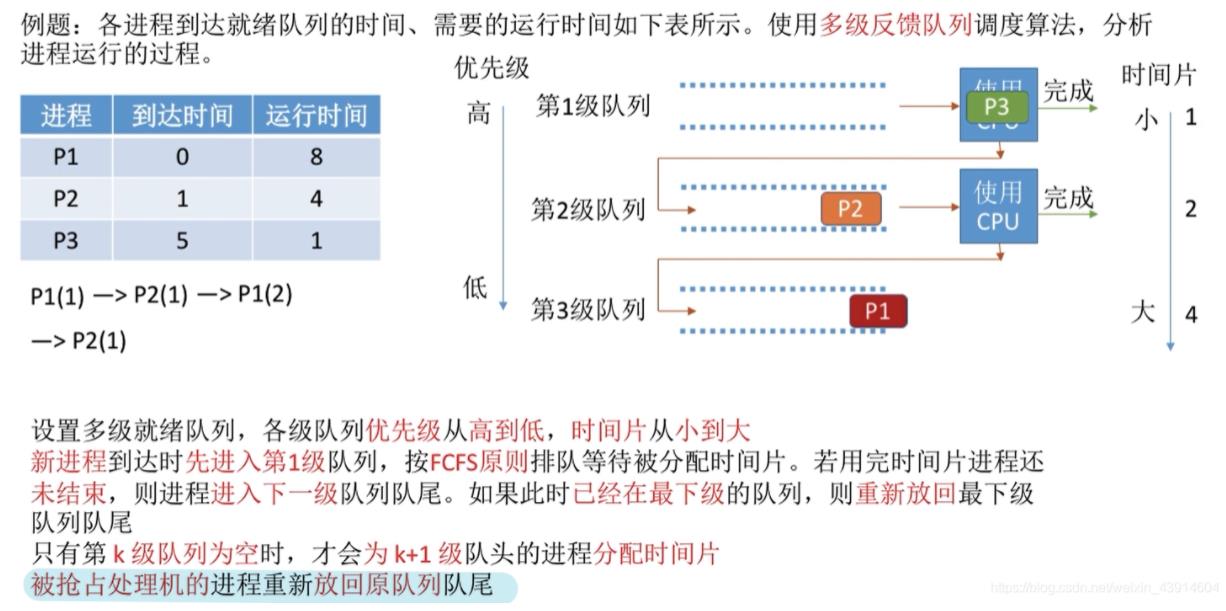 例题：各进程到达就绪队列的时间、需要的运行时间如下表所示。使用多级反馈队列调度算法，分析
进程运行的过程。
进程 到达时间 运行时间
P1 0 8
P2 1 4
P3 5 1
P1(1) —> P2(1) —> P1(2)
—> P2(1)
优先级
高
低
第1级队列
P3
完成
第2级队列
P2
使用
CPU
完成
第3级队列
P1
时间片
小 1
2
大 4
设置多级就绪队列，各级队列优先级从高到低，时间片从小到大
新进程到达时先进入第1级队列，按FCFS原则排队等待被分配时间片。若用完时间片进程还
未结束，则进程进入下一级队列队尾。如果此时已经在最下级的队列，则重新放回最下级
队列队尾
只有第 k 级队列为空时，才会为 k+1 级队头的进程分配时间片
被抢占处理机的进程重新放回原队列队尾
https://blog.csdn.net/weixin_43914604